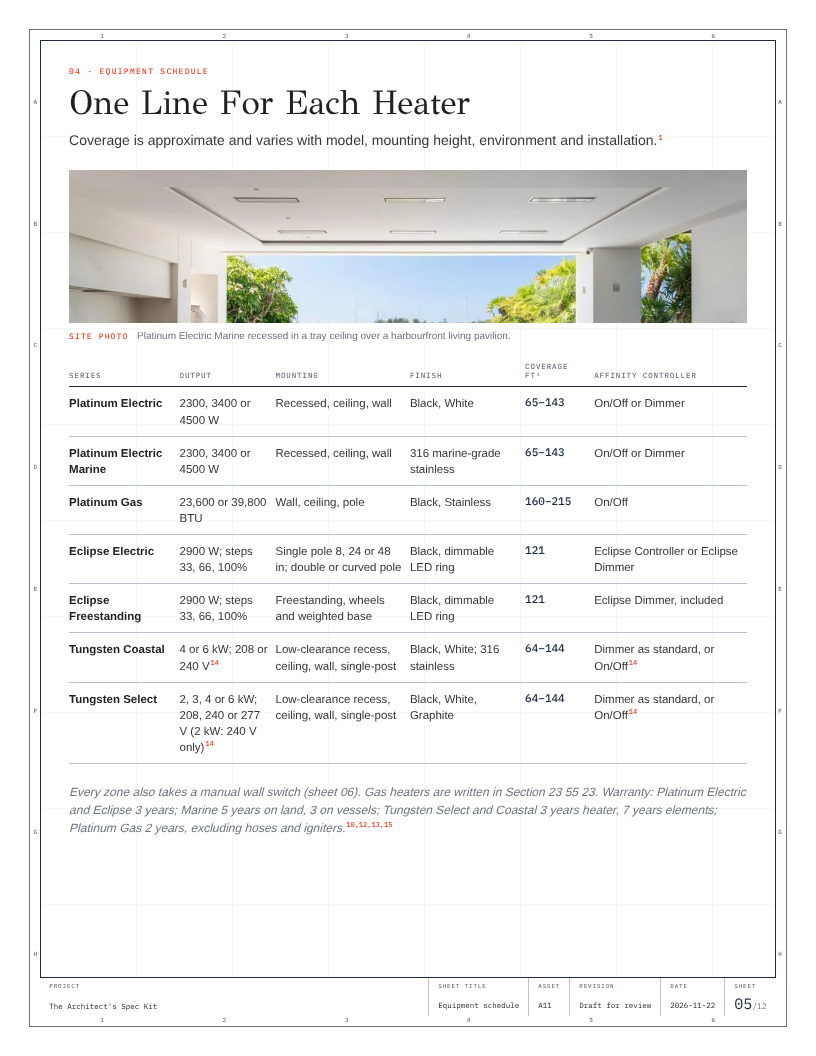 1 2 3 4 5 6
04 · EQUIPMENT SCHEDULE
A A
One Line For Each Heater
Coverage is approximate and varies with model, mounting height, environment and installation.1
B B
SITE PHOTO Platinum Electric Marine recessed in a tray ceiling over a harbourfront living pavilion.
C C
SERIES OUTPUT MOUNTING FINISH COVERAGE FT² AFFINITY CONTROLLER
Platinum Electric 2300, 3400 or Recessed, ceiling, wall Black, White 65–143 On/Off or Dimmer
4500 W
Platinum Electric 2300, 3400 or Recessed, ceiling, wall 316 marine-grade 65–143 On/Off or Dimmer
Marine 4500 W stainless
D D
Platinum Gas 23,600 or 39,800 Wall, ceiling, pole Black, Stainless 160–215 On/Off
BTU
Eclipse Electric 2900 W; steps Single pole 8, 24 or 48 Black, dimmable 121 Eclipse Controller or Eclipse
33, 66, 100% in; double or curved pole LED ring Dimmer
E E
Eclipse 2900 W; steps Freestanding, wheels Black, dimmable 121 Eclipse Dimmer, included
Freestanding 33, 66, 100% and weighted base LED ring
Tungsten Coastal 4 or 6 kW; 208 or Low-clearance recess, Black, White; 316 64–144 Dimmer as standard, or
240 V14 ceiling, wall, single-post stainless On/Off14
Tungsten Select 2, 3, 4 or 6 kW; Low-clearance recess, Black, White, 64–144 Dimmer as standard, or
208, 240 or 277 ceiling, wall, single-post Graphite On/Off14
F F
V (2 kW: 240 V
only)14
Every zone also takes a manual wall switch (sheet 06). Gas heaters are written in Section 23 55 23. Warranty: Platinum Electric
and Eclipse 3 years; Marine 5 years on land, 3 on vessels; Tungsten Select and Coastal 3 years heater, 7 years elements;
Platinum Gas 2 years, excluding hoses and igniters.10,12,13,15
G G
H H
PROJECT SHEET TITLE ASSET REVISION DATE SHEET
The Architect's Spec Kit Equipment schedule A11 Draft for review 2026-11-22 05/12
1 2 3 4 5 6